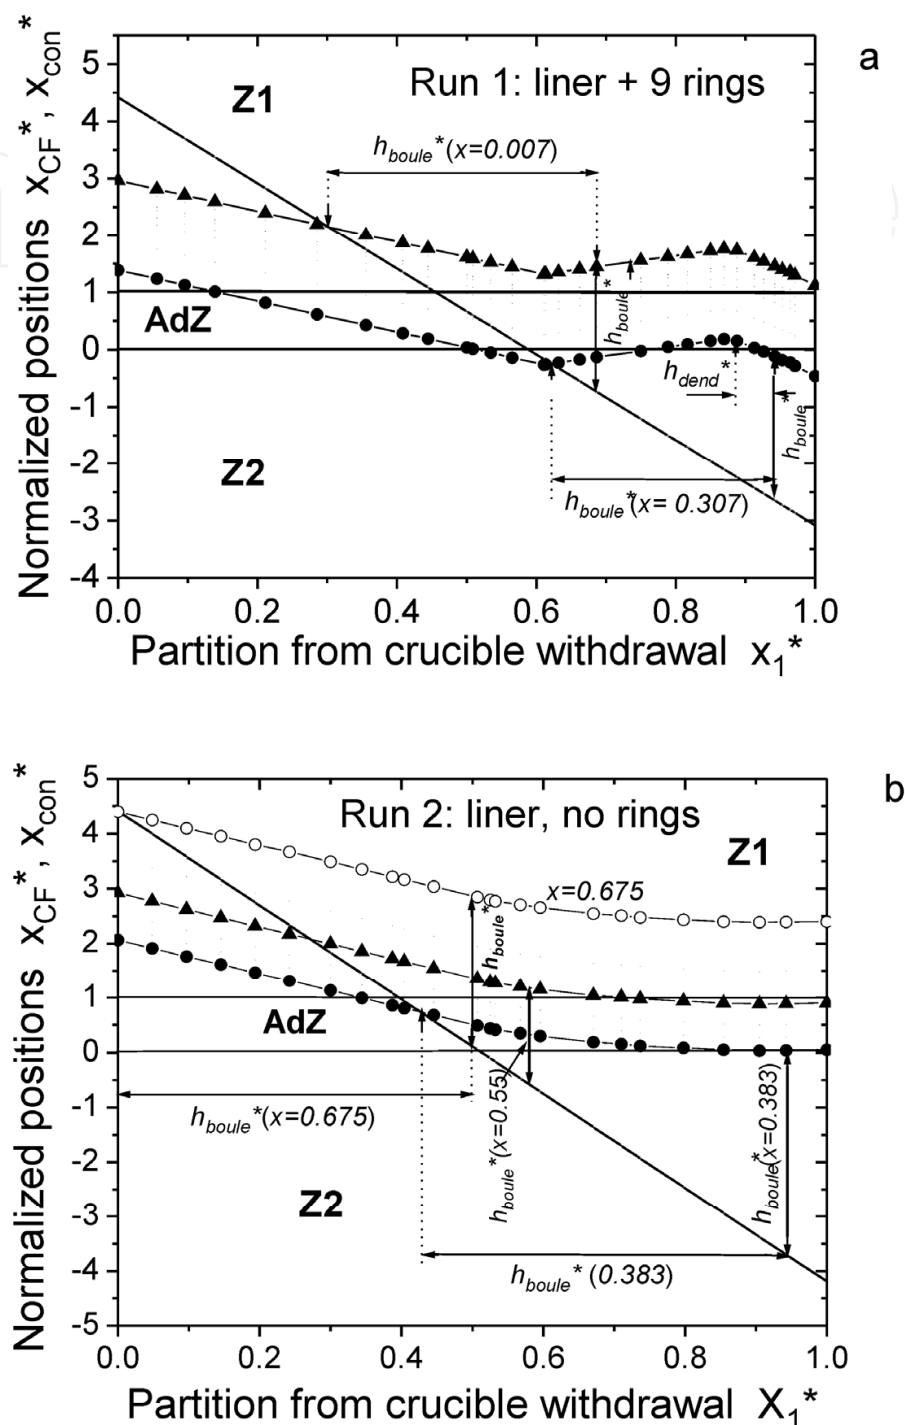 a
Run 1: liner + 9 rings
Z1
h_boule*(x=0.007)
AdZ
h_boule*
h_dend*
h_boule*
Z2
h_boule*(x= 0.307)
5
4
3
2
1
0
-1
-2
-3
-4
0.0 0.2 0.4 0.6 0.8 1.0
Normalized positions x_CF*, x_con*
Partition from crucible withdrawal x_1*
b
Run 2: liner, no rings
Z1
x=0.675
h_boule*
AdZ
h_boule*(x=0.675)
h_boule*(x=0.55)
h_boule*(x=0.383)
Z2
h_boule* (0.383)
5
4
3
2
1
0
-1
-2
-3
-4
-5
0.0 0.2 0.4 0.6 0.8 1.0
Normalized positions x_CF*, x_con*
Partition from crucible withdrawal X_1*